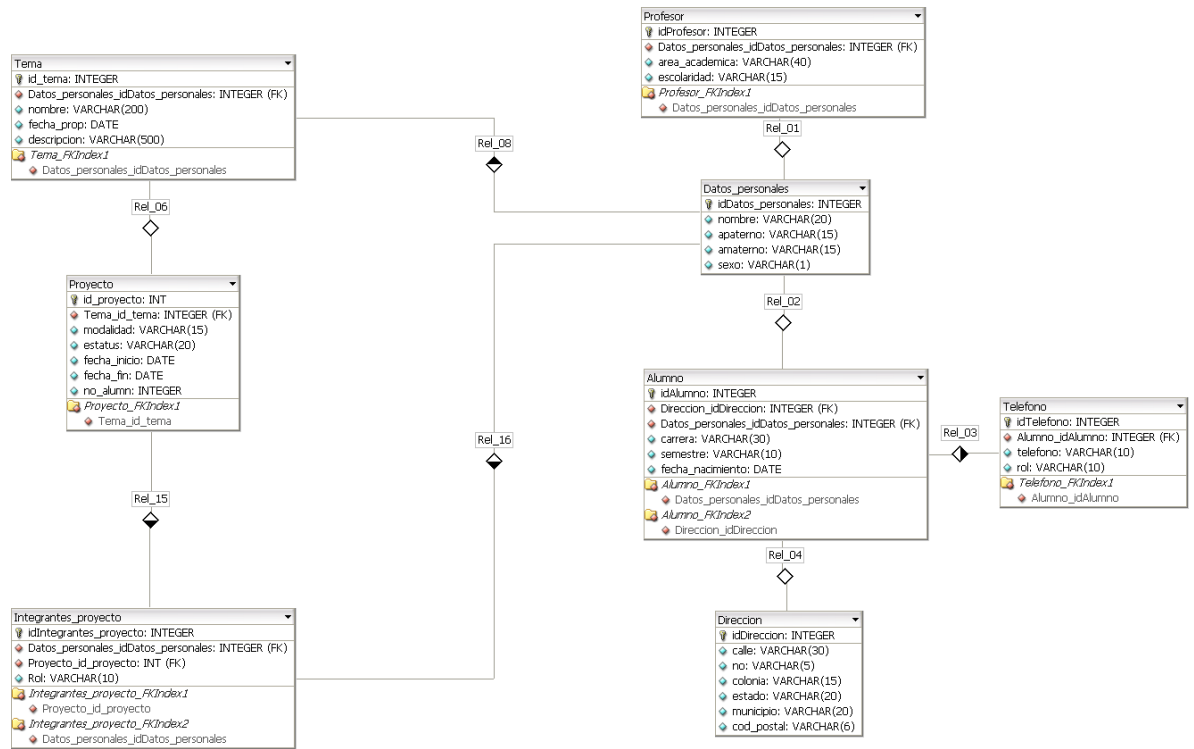 Profesor
idProfesor: INTEGER
Datos_personales_idDatos_personales: INTEGER (FK)
area_academica: VARCHAR(40)
escolaridad: VARCHAR(15)
Profesor_FKIndex1
Datos_personales_idDatos_personales
Tema
id_tema: INTEGER
Datos_personales_idDatos_personales: INTEGER (FK)
nombre: VARCHAR(200)
fecha_prop: DATE
descripcion: VARCHAR(500)
Tema_FKIndex1
Datos_personales_idDatos_personales
Rel_01
Rel_08
Datos_personales
idDatos_personales: INTEGER
nombre: VARCHAR(20)
apaterno: VARCHAR(15)
amaterno: VARCHAR(15)
sexo: VARCHAR(1)
Rel_06
Proyecto
id_proyecto: INT
Tema_id_tema: INTEGER (FK)
modalidad: VARCHAR(15)
estatus: VARCHAR(20)
fecha_inicio: DATE
fecha_fin: DATE
no_alumn: INTEGER
Proyecto_FKIndex1
Tema_id_tema
Rel_02
Alumno
idAlumno: INTEGER
Direccion_idDireccion: INTEGER (FK)
Datos_personales_idDatos_personales: INTEGER (FK)
carrera: VARCHAR(30)
semestre: VARCHAR(10)
fecha_nacimiento: DATE
Alumno_FKIndex1
Datos_personales_idDatos_personales
Alumno_FKIndex2
Direccion_idDireccion
Rel_03
Telefono
idTelefono: INTEGER
Alumno_idAlumno: INTEGER (FK)
telefono: VARCHAR(10)
rol: VARCHAR(10)
Telefono_FKIndex1
Alumno_idAlumno
Rel_16
Rel_15
Rel_04
Integrantes_proyecto
idIntegrantes_proyecto: INTEGER
Datos_personales_idDatos_personales: INTEGER (FK)
Proyecto_id_proyecto: INT (FK)
Rol: VARCHAR(10)
Integrantes_proyecto_FKIndex1
Proyecto_id_proyecto
Integrantes_proyecto_FKIndex2
Datos_personales_idDatos_personales
Direccion
idDireccion: INTEGER
calle: VARCHAR(30)
no: VARCHAR(5)
colonia: VARCHAR(15)
estado: VARCHAR(20)
municipio: VARCHAR(20)
cod_postal: VARCHAR(6)